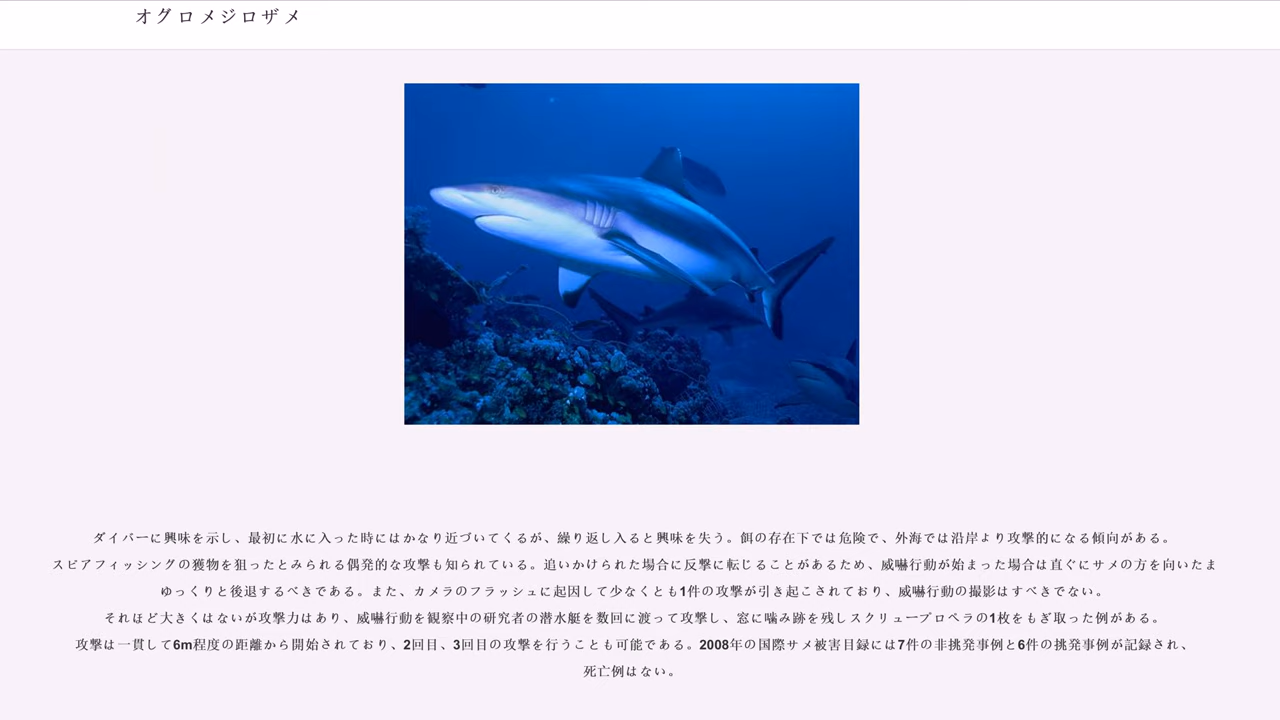 オグロメジロザメ
ダイバーに興味を示し、最初に水に入った時にはかなり近づいてくるが、繰り返し入ると興味を失う。餌の存在下では危険で、外海では沿岸より攻撃的になる傾向がある。
スピアフィッシングの獲物を狙ったとみられる偶発的な攻撃も知られている。追いかけられた場合に反撃に転じることがあるため、威嚇行動が始まった場合は直ぐにサメの方を向いたま
ゆっくりと後退するべきである。また、カメラのフラッシュに起因して少なくとも1件の攻撃が引き起こされており、威嚇行動の撮影はすべきでない。
それほど大きくはないが攻撃力はあり、威嚇行動を観察中の研究者の潜水艇を数回に渡って攻撃し、窓に噛み跡を残しスクリュープロペラの1枚をもぎ取った例がある。
攻撃は一貫して6m程度の距離から開始されており、2回目、3回目の攻撃を行うことも可能である。2008年の国際サメ被害目録には7件の非挑発事例と6件の挑発事例が記録され、
死亡例はない。